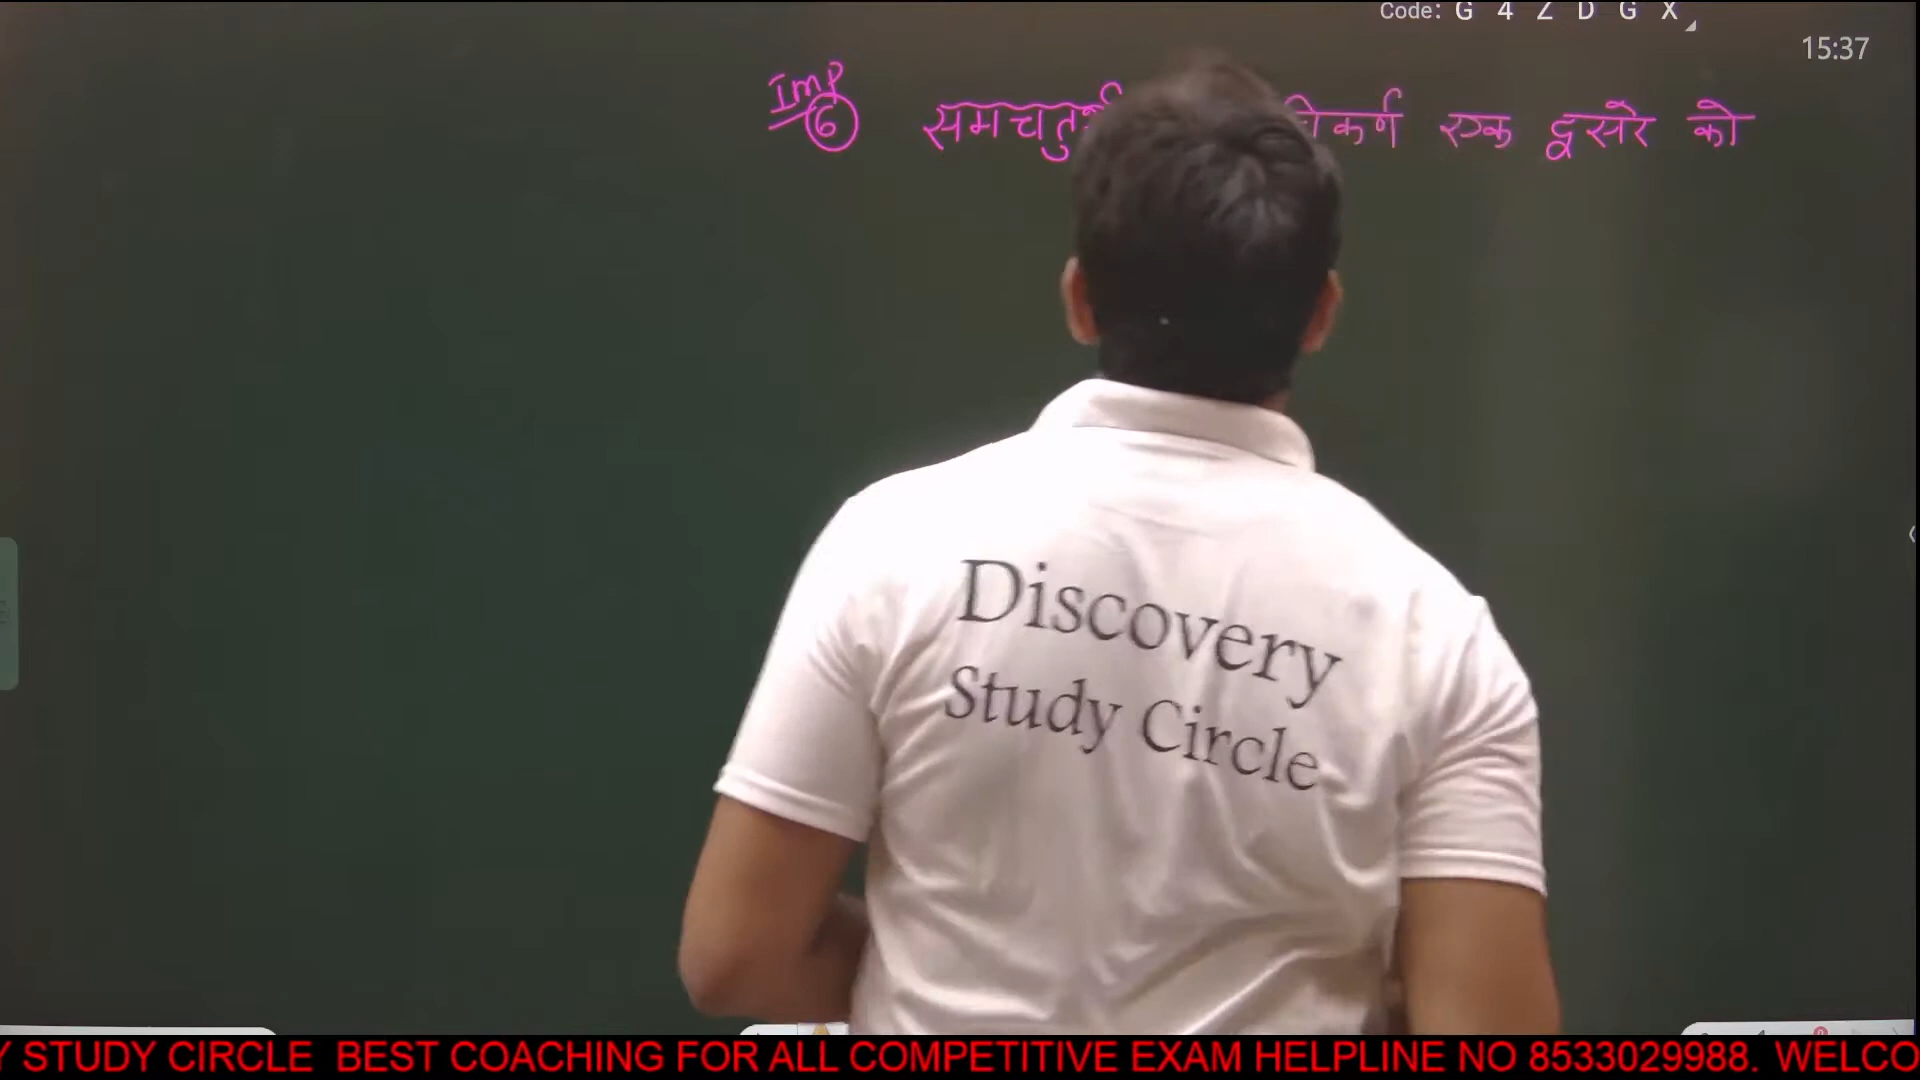 Code: G 4 Z D G X
15:37
Imp
6 समचतुर्भ विकर्ण एक दूसरे को
Discovery
Study Circle
Y STUDY CIRCLE BEST COACHING FOR ALL COMPETITIVE EXAM HELPLINE NO 8533029988. WELCO